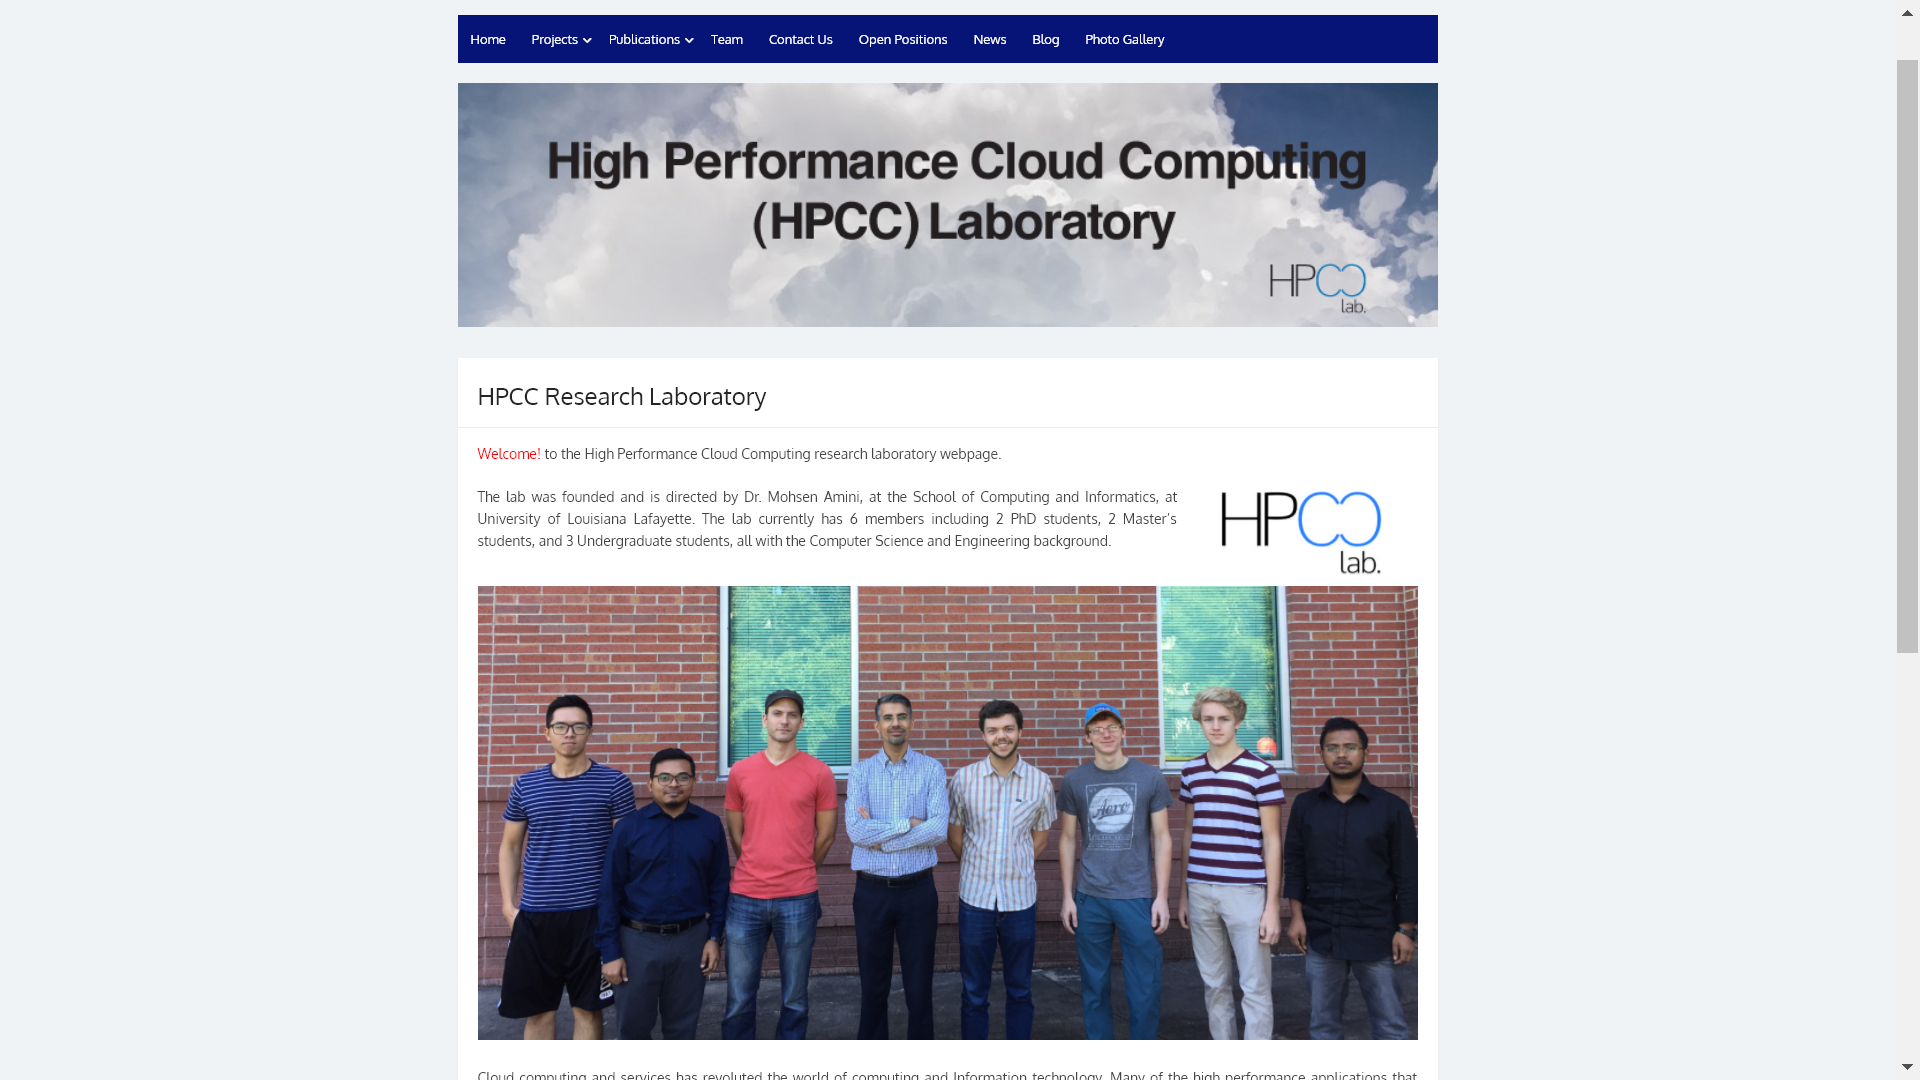 Home Projects Publications Team Contact Us Open Positions News Blog Photo Gallery
High Performance Cloud Computing
(HPCC) Laboratory
HPCC
lab.
HPCC Research Laboratory
Welcome! to the High Performance Cloud Computing research laboratory webpage.
The lab was founded and is directed by Dr. Mohsen Amini, at the School of Computing and Informatics, at
University of Louisiana Lafayette. The lab currently has 6 members including 2 PhD students, 2 Master’s
students, and 3 Undergraduate students, all with the Computer Science and Engineering background.
HPCC
lab.
Aero
Cloud computing and services has revoluted the world of computing and Information technology. Many of the high performance applications that